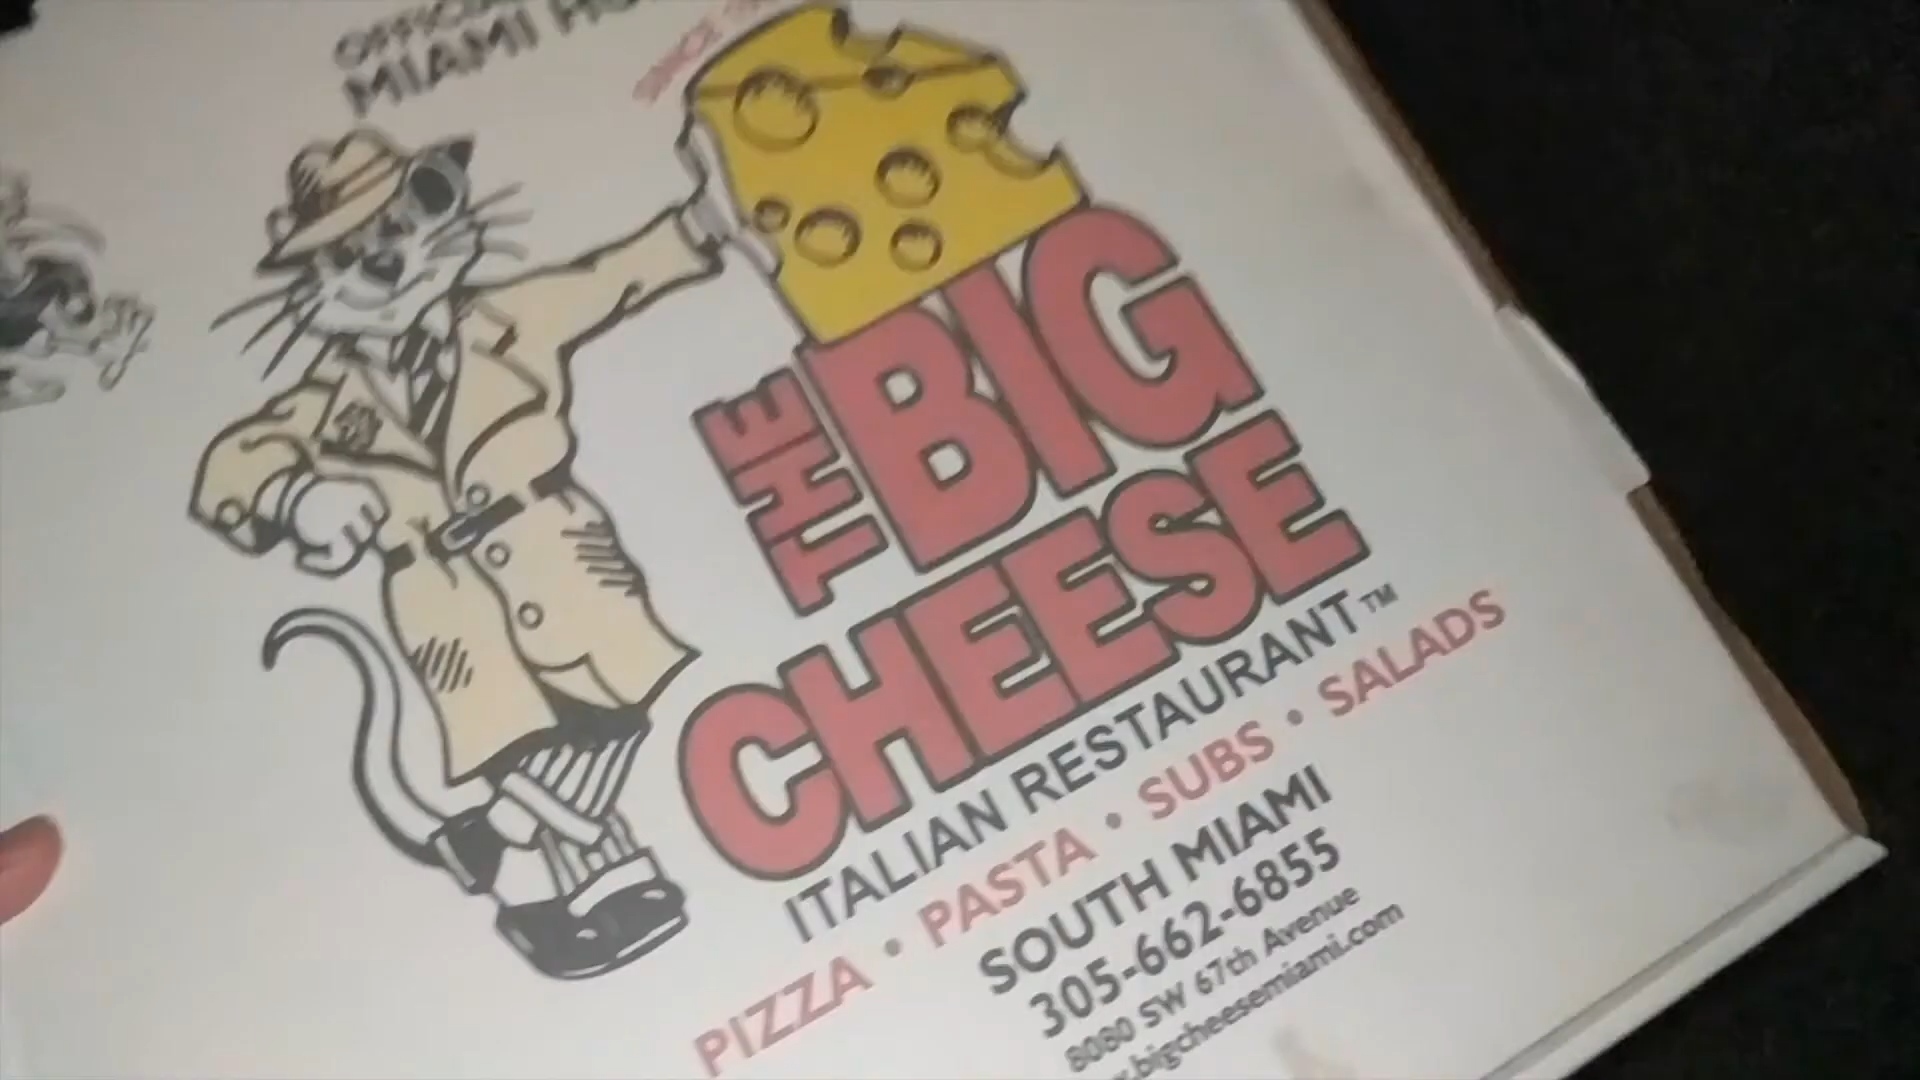 MIAMI
SINCE
THE
BIG
CHEESE
ITALIAN RESTAURANT™
PIZZA • PASTA • SUBS • SALADS
SOUTH MIAMI
305-662-6855
8080 SW 67th Avenue
.bigcheesemiami.com